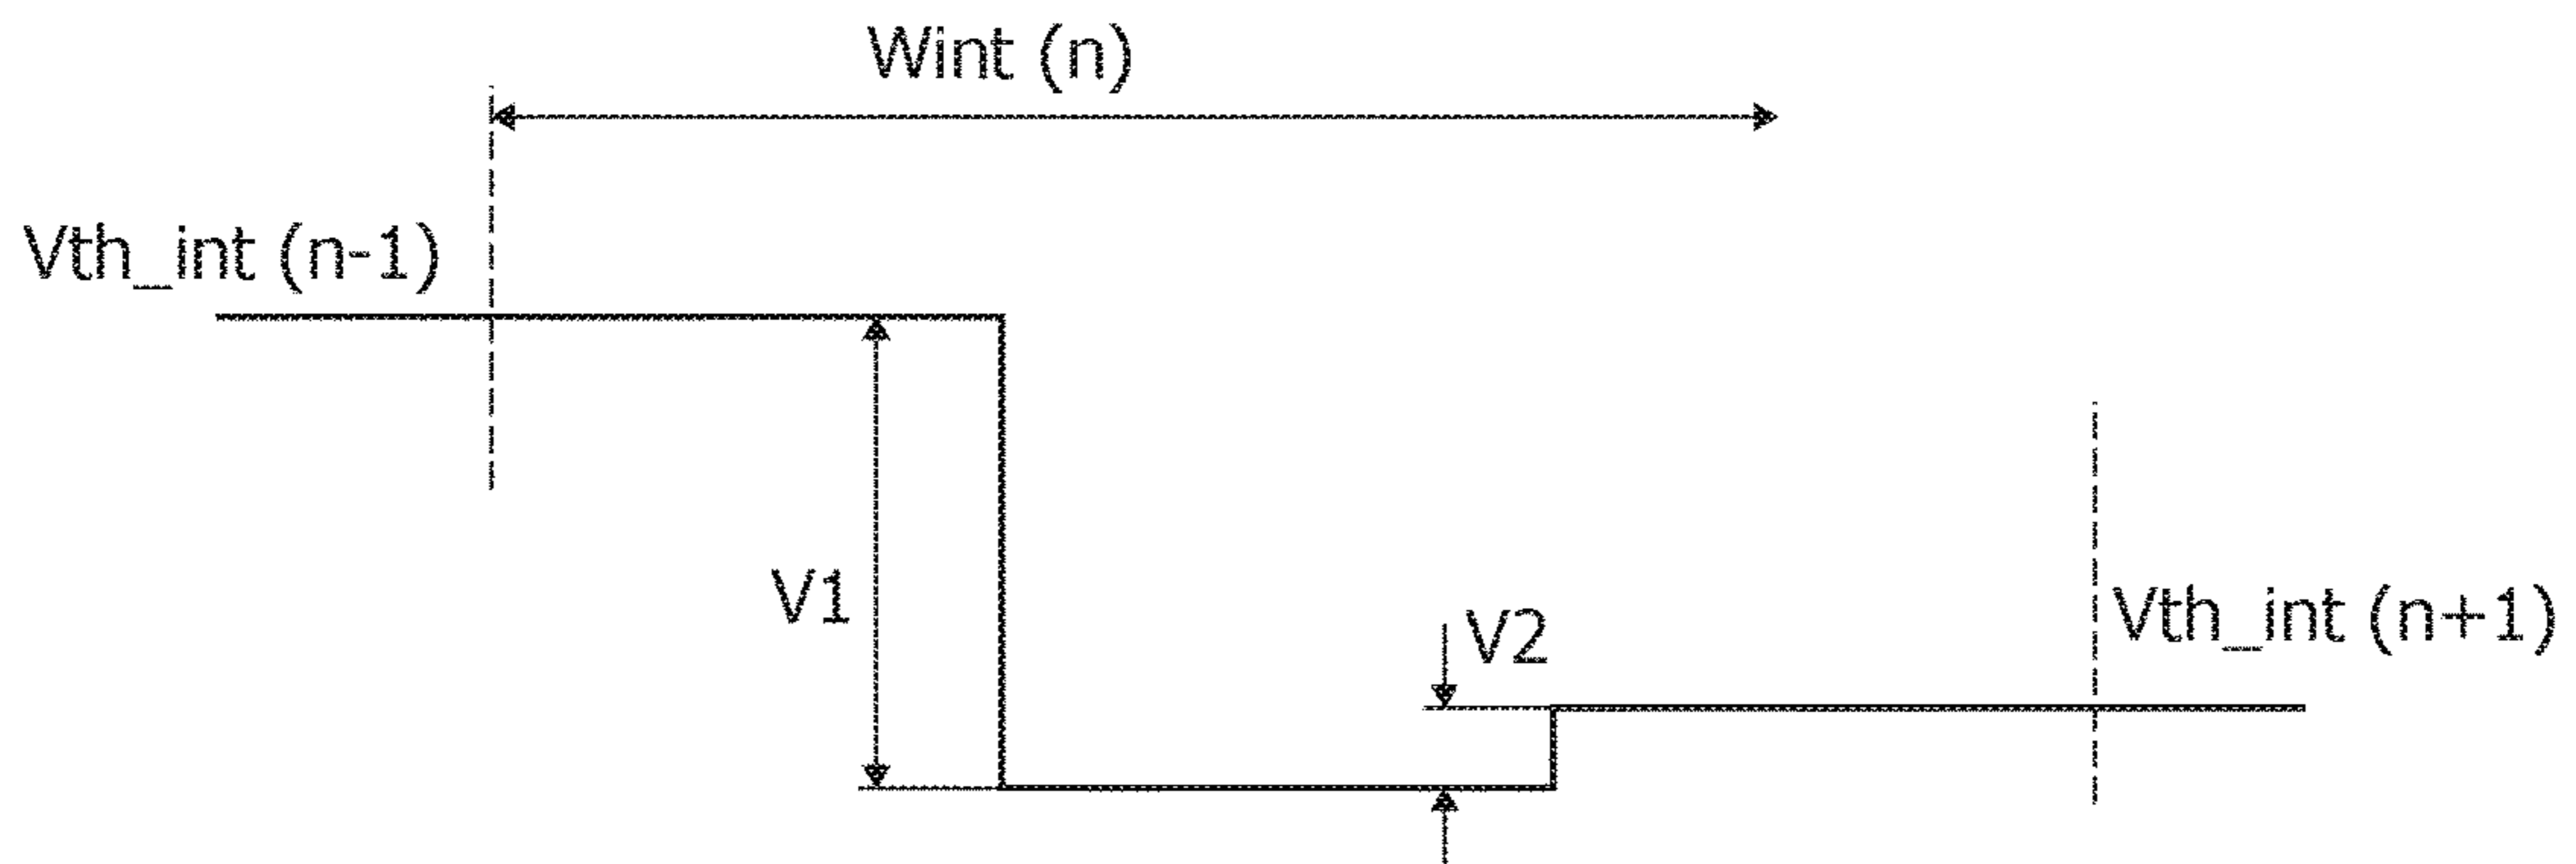 Wint (n)
Vth_int (n-1)
V1
V2
Vth_int (n+1)